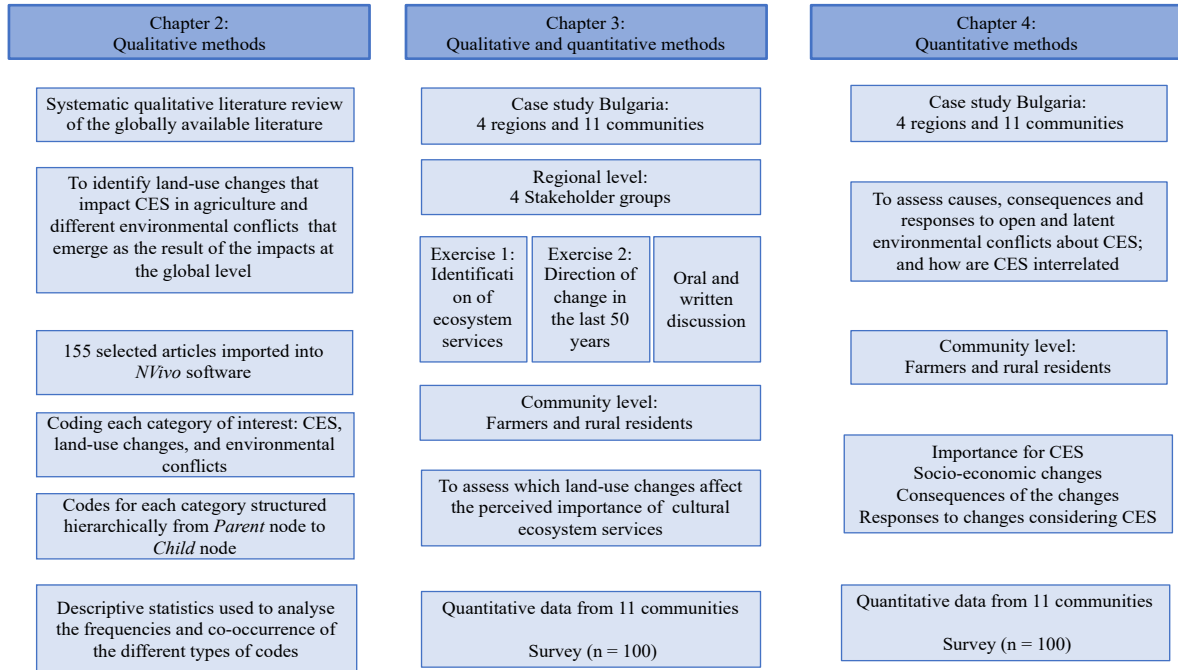 Chapter 2:
Qualitative methods
Systematic qualitative literature review
of the globally available literature
To identify land-use changes that
impact CES in agriculture and
different environmental conflicts that
emerge as the result of the impacts at
the global level
155 selected articles imported into
NVivo software
Coding each category of interest: CES,
land-use changes, and environmental
conflicts
Codes for each category structured
hierarchically from Parent node to
Child node
Descriptive statistics used to analyse
the frequencies and co-occurrence of
the different types of codes
Chapter 3:
Qualitative and quantitative methods
Case study Bulgaria:
4 regions and 11 communities
Regional level:
4 Stakeholder groups
Exercise 1:
Identificati
on of
ecosystem
services
Exercise 2:
Direction of
change in
the last 50
years
Oral and
written
discussion
Community level:
Farmers and rural residents
To assess which land-use changes affect
the perceived importance of cultural
ecosystem services
Quantitative data from 11 communities
Survey (n = 100)
Chapter 4:
Quantitative methods
Case study Bulgaria:
4 regions and 11 communities
To assess causes, consequences and
responses to open and latent
environmental conflicts about CES;
and how are CES interrelated
Community level:
Farmers and rural residents
Importance for CES
Socio-economic changes
Consequences of the changes
Responses to changes considering CES
Quantitative data from 11 communities
Survey (n = 100)